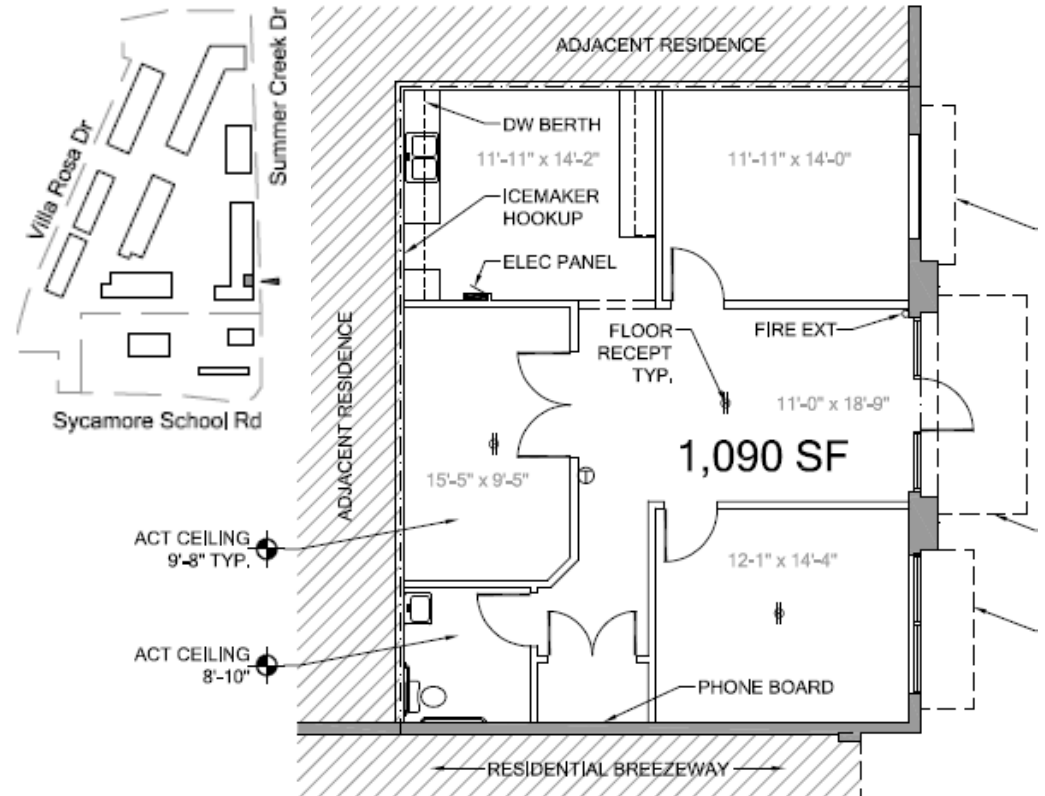 Villa Rosa Dr
Summer Creek Dr
Sycamore School Rd
ADJACENT RESIDENCE
DW BERTH
11'-11" x 14'-2"
11'-11" x 14'-0"
ICEMAKER
HOOKUP
ELEC PANEL
ADJACENT RESIDENCE
FLOOR
RECEPT
TYP.
FIRE EXT
11'-0" x 18'-9"
1,090 SF
15'-5" x 9'-5"
T
ACT CEILING
9'-8" TYP.
12-1" x 14'-4"
ACT CEILING
8'-10"
PHONE BOARD
RESIDENTIAL BREEZEWAY